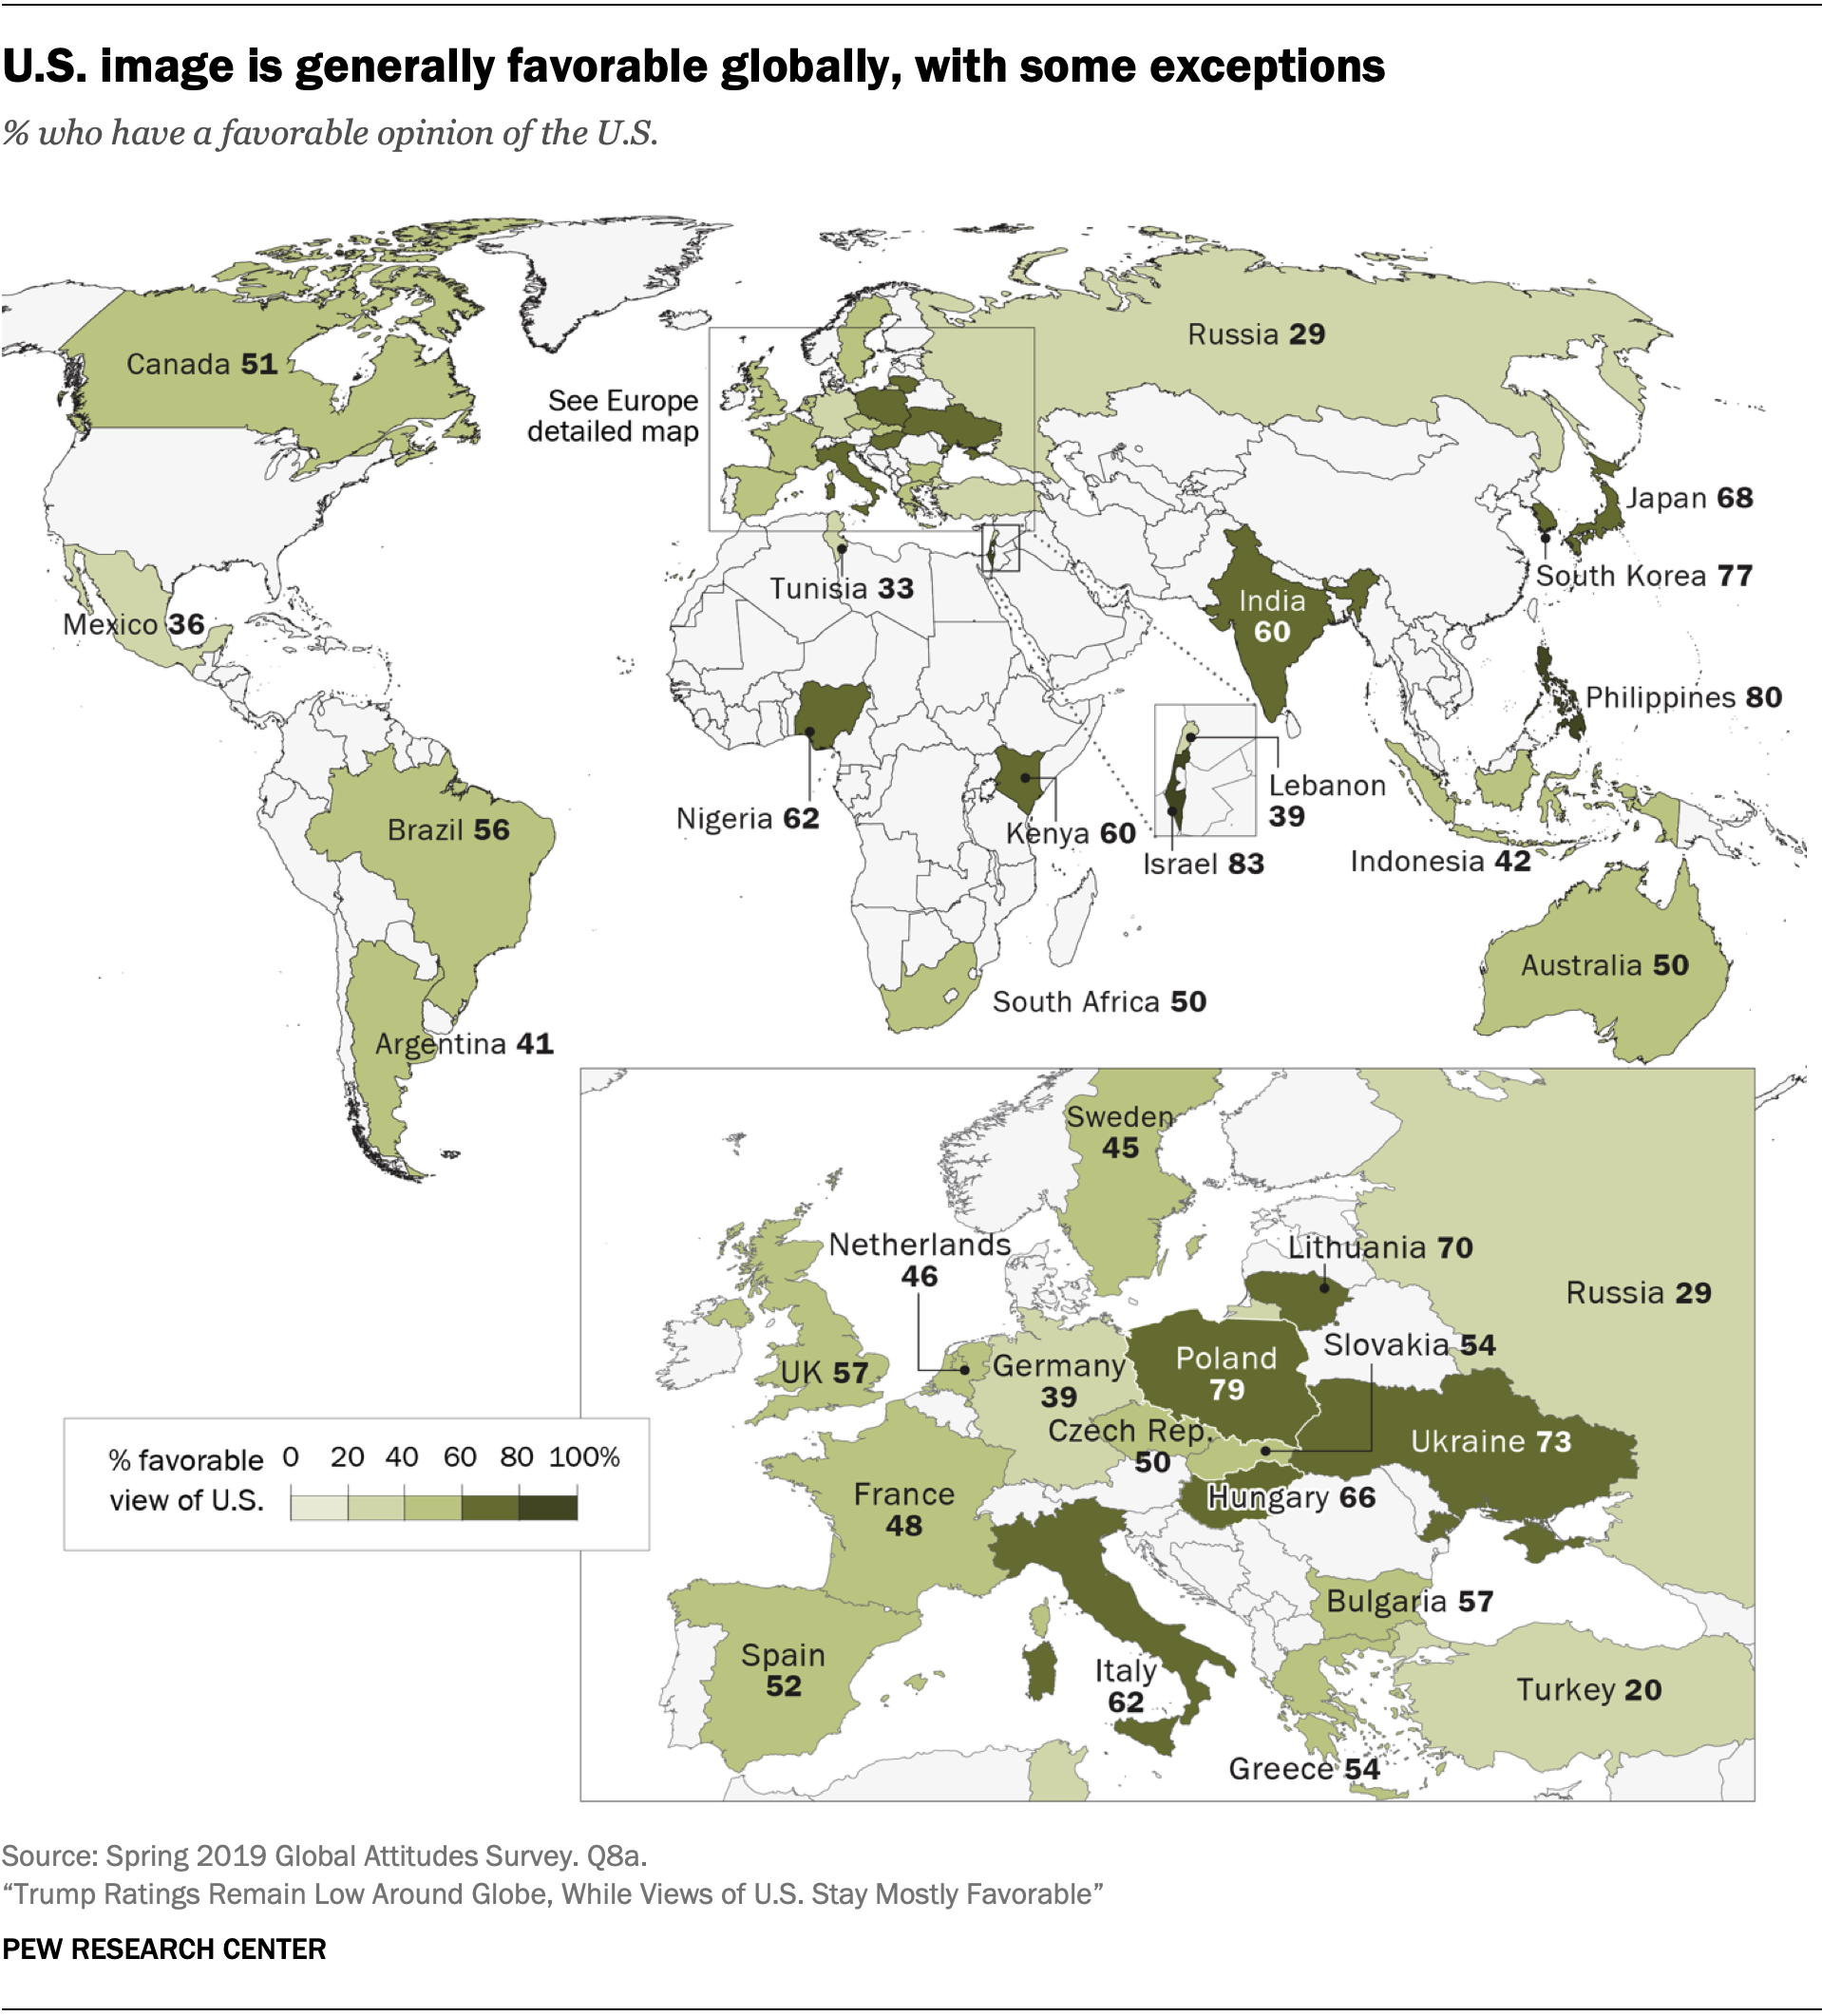 U.S. image is generally favorable globally, with some exceptions
% who have a favorable opinion of the U.S.
Canada 51
Russia 29
See Europe
detailed map
Japan 68
South Korea 77
Tunisia 33
India
60
Mexico 36
Philippines 80
Lebanon
39
Nigeria 62
Kenya 60
Brazil 56
Israel 83
Indonesia 42
Australia 50
South Africa 50
Argentina 41
Sweden
45
Netherlands
46
Lithuania 70
Russia 29
Slovakia 54
UK 57
Germany
39
Poland
79
Czech Rep.
50
Ukraine 73
France
48
Hungary 66
Bulgaria 57
Spain
52
Italy
62
Turkey 20
Greece 54
% favorable
view of U.S.
0 20 40 60 80 100%
Source: Spring 2019 Global Attitudes Survey. Q8a.
“Trump Ratings Remain Low Around Globe, While Views of U.S. Stay Mostly Favorable”
PEW RESEARCH CENTER